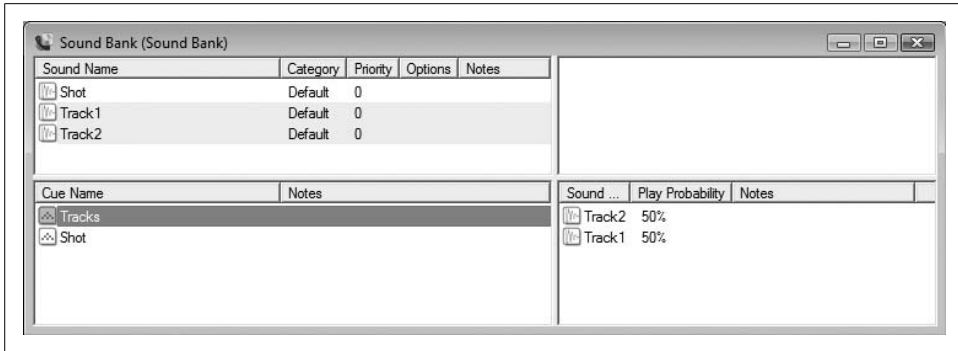 Sound Bank (Sound Bank)
Sound Name Category Priority Options Notes
Shot Default 0
Track1 Default 0
Track2 Default 0
Cue Name Notes
Tracks
Shot
Sound ... Play Probability Notes
Track2 50%
Track1 50%